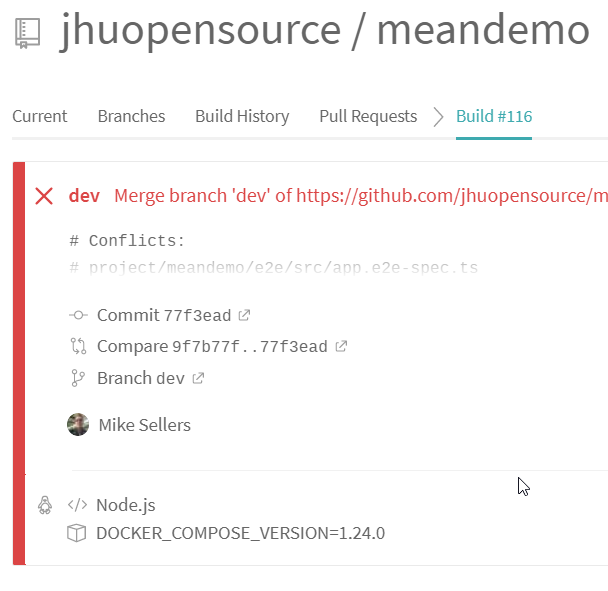 jhuopensource / meandemo
Current Branches Build History Pull Requests Build #116
dev Merge branch 'dev' of https://github.com/jhuopensource/m
# Conflicts:
# project/meandemo/e2e/src/app.e2e-spec.ts
Commit 77f3ead
Compare 9f7b77f..77f3ead
Branch dev
Mike Sellers
</> Node.js
DOCKER_COMPOSE_VERSION=1.24.0